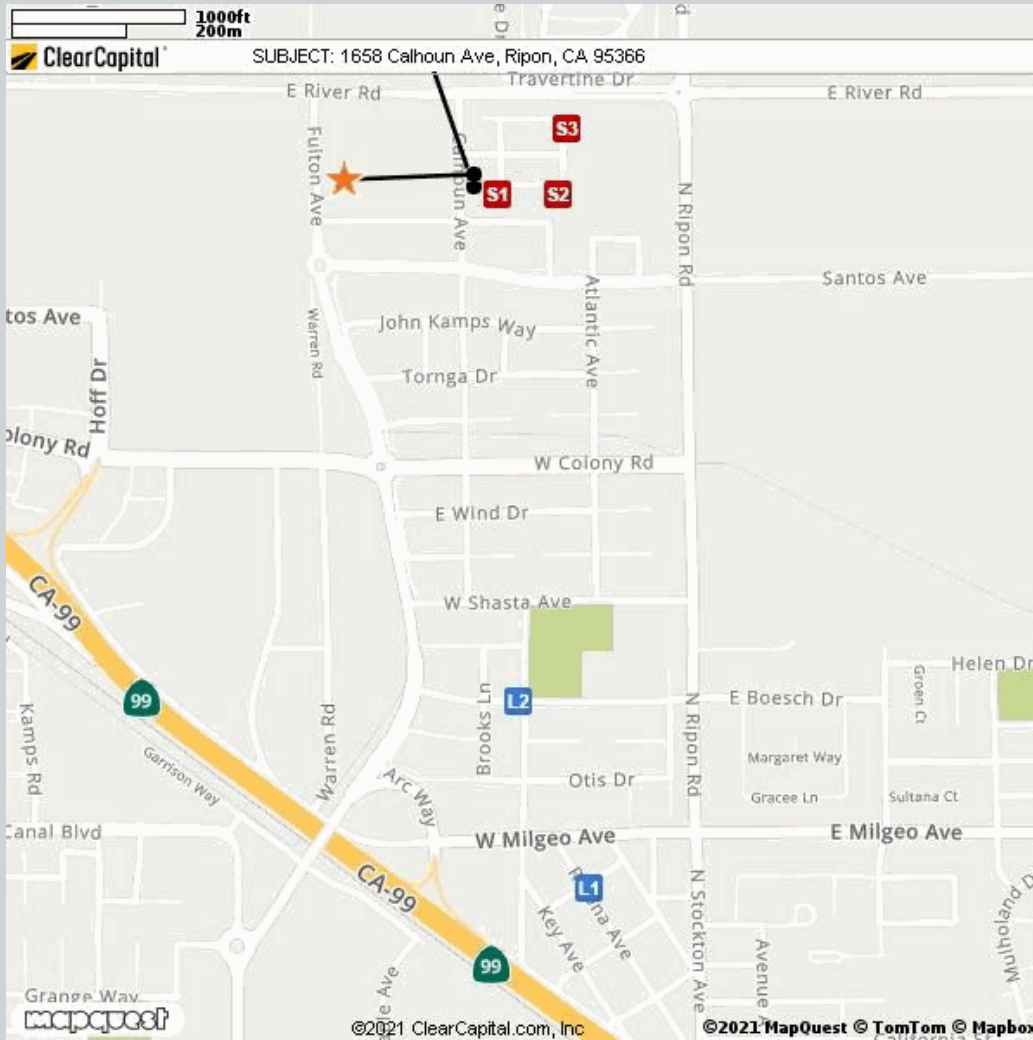 1000ft
200m
ClearCapital
SUBJECT: 1658 Calhoun Ave, Ripon, CA 95366
Travertine Dr
E River Rd
E River Rd
Fulton Ave
Calhoun Ave
S3
S1
S2
N Ripon Rd
Santos Ave
tos Ave
Hoff Dr
Warren Rd
John Kamps Way
Atlantic Ave
Tornga Dr
olony Rd
W Colony Rd
E Wind Dr
CA-99
W Shasta Ave
99
Helen Dr
Groen Ct
L2
E Boesch Dr
Kamps Rd
Warren Rd
Brooks Ln
N Ripon Rd
Garrison Way
Margaret Way
Arc Way
Otis Dr
Gracee Ln
Sultana Ct
Canal Blvd
W Milgeo Ave
E Milgeo Ave
CA-99
L1
Key Ave
N Stockton Ave
99
Avenue A
Grange Way
mapquest
©2021 ClearCapital.com, Inc
©2021 MapQuest © TomTom © Mapbox